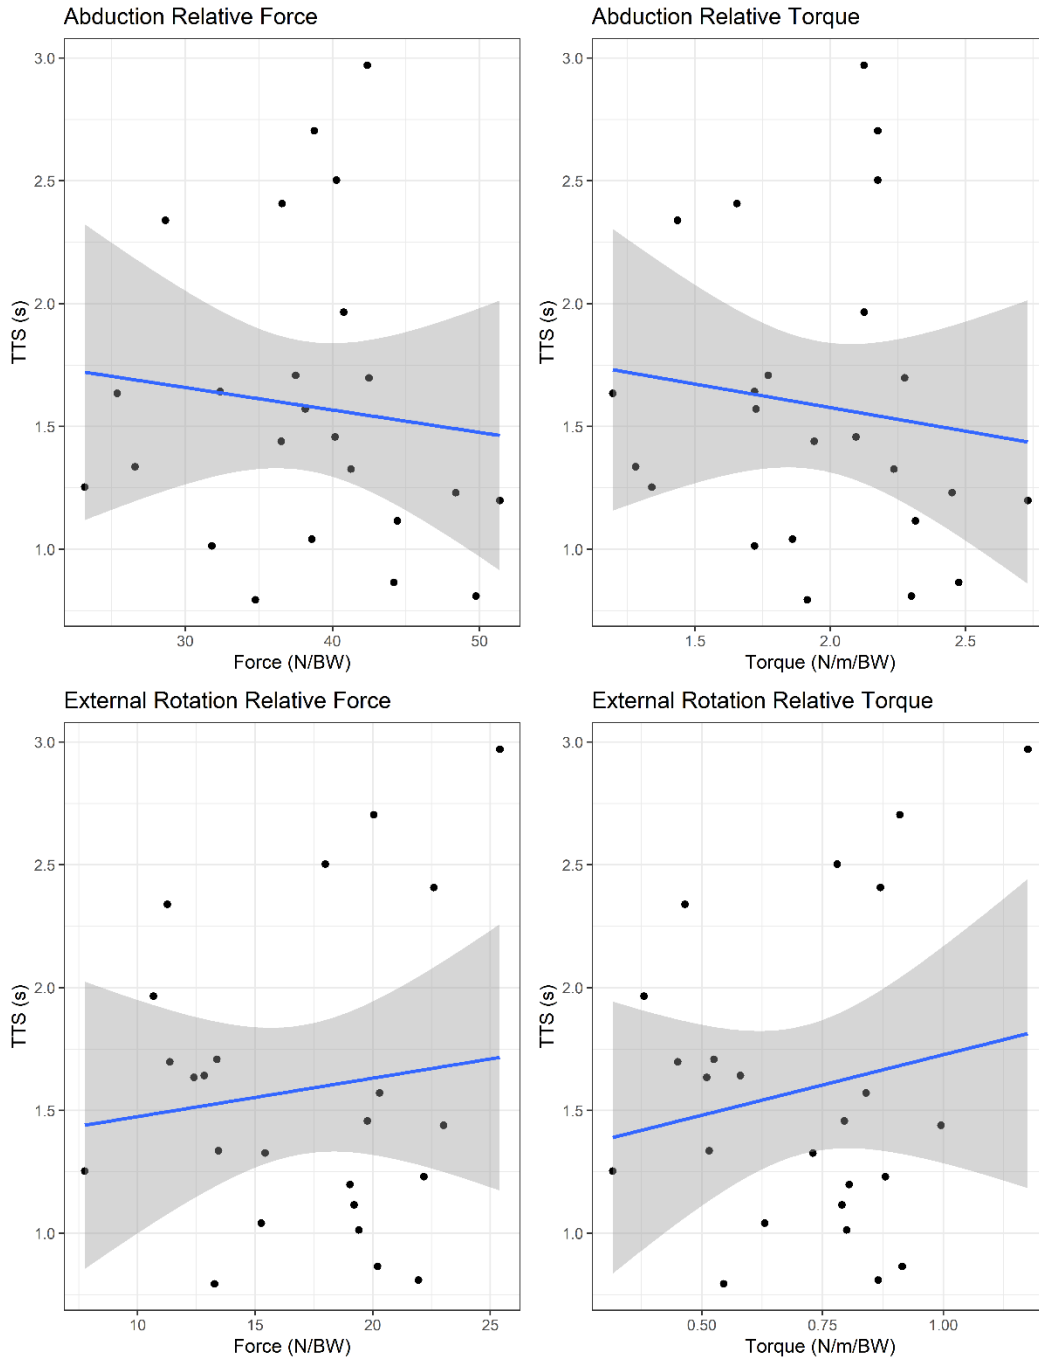 Abduction Relative Force
Abduction Relative Torque
TTS (s)
3.0
2.5
2.0
1.5
1.0
30 40 50
Force (N/BW)
TTS (s)
3.0
2.5
2.0
1.5
1.0
1.5 2.0 2.5
Torque (N/m/BW)
External Rotation Relative Force
External Rotation Relative Torque
TTS (s)
3.0
2.5
2.0
1.5
1.0
10 15 20 25
Force (N/BW)
TTS (s)
3.0
2.5
2.0
1.5
1.0
0.50 0.75 1.00
Torque (N/m/BW)